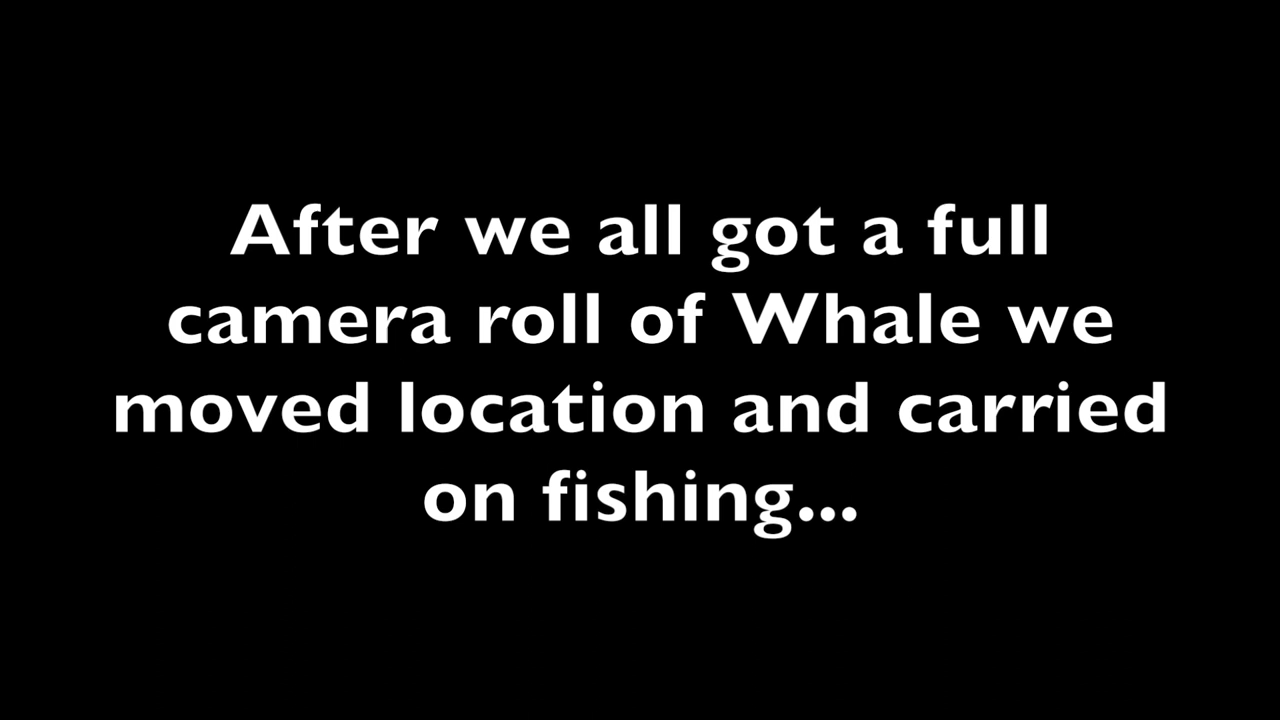 After we all got a full
camera roll of Whale we
moved location and carried
on fishing...